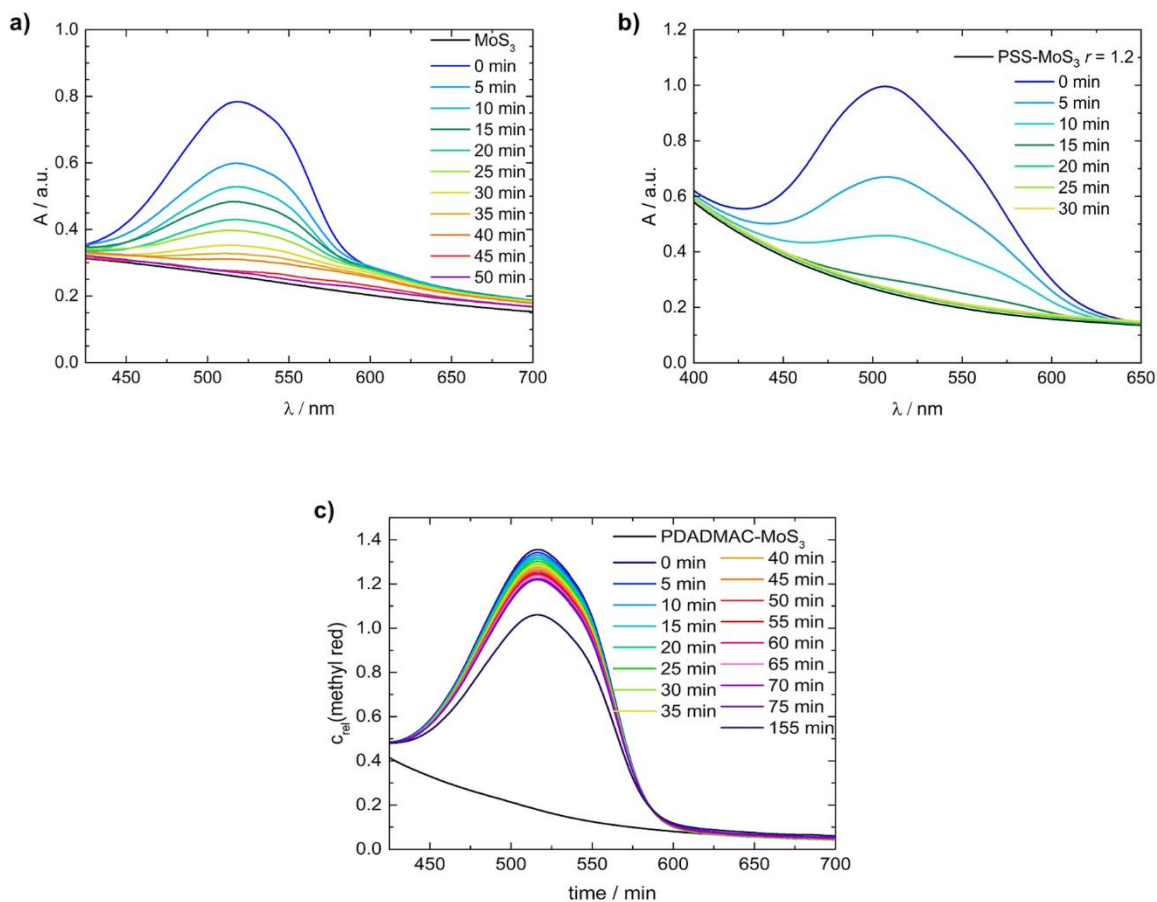 a)
A / a.u.
1.0
0.8
0.6
0.4
0.2
0.0
450 500 550 600 650 700
λ / nm
MoS3
0 min
5 min
10 min
15 min
20 min
25 min
30 min
35 min
40 min
45 min
50 min
b)
A / a.u.
1.2
1.0
0.8
0.6
0.4
0.2
0.0
400 450 500 550 600 650
λ / nm
PSS-MoS3 r = 1.2
0 min
5 min
10 min
15 min
20 min
25 min
30 min
c)
crel(methyl red)
1.4
1.2
1.0
0.8
0.6
0.4
0.2
0.0
450 500 550 600 650 700
time / min
PDADMAC-MoS3
0 min
5 min
10 min
15 min
20 min
25 min
30 min
35 min
40 min
45 min
50 min
55 min
60 min
65 min
70 min
75 min
155 min